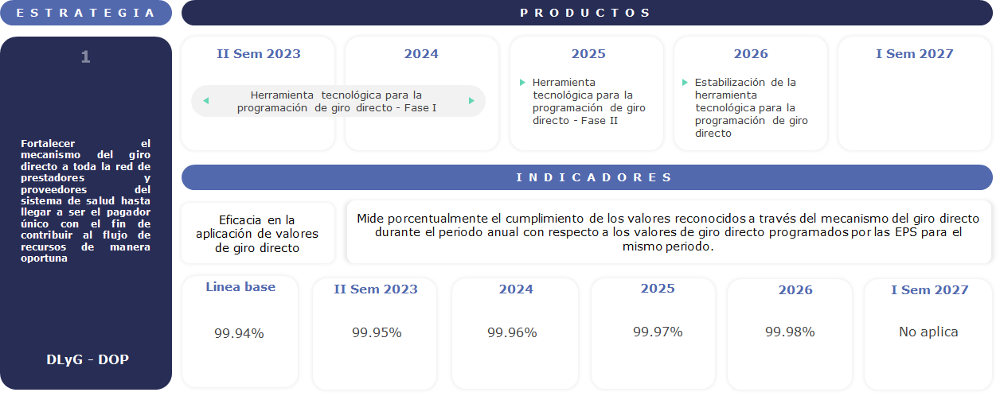 ESTRATEGIA
1
Fortalecer el
mecanismo del giro
directo a toda la red de
prestadores y
proveedores del
sistema de salud hasta
llegar a ser el pagador
único con el fin de
contribuir al flujo de
recursos de manera
oportuna
DLyG - DOP
PRODUCTOS
II Sem 2023
2024
Herramienta tecnológica para la
programación de giro directo - Fase I
2025
Herramienta
tecnológica para la
programación de giro
directo - Fase II
2026
Estabilización de la
herramienta
tecnológica para la
programación de giro
directo
I Sem 2027
INDICADORES
Eficacia en la
aplicación de valores
de giro directo
Mide porcentualmente el cumplimiento de los valores reconocidos a través del mecanismo del giro directo
durante el periodo anual con respecto a los valores de giro directo programados por las EPS para el
mismo periodo.
Linea base
99.94%
II Sem 2023
99.95%
2024
99.96%
2025
99.97%
2026
99.98%
I Sem 2027
No aplica